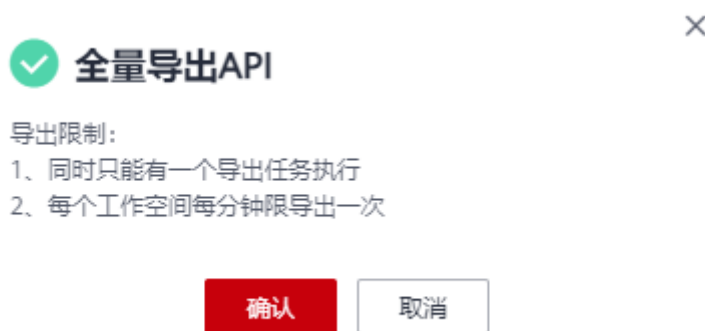 全量导出API
导出限制：
1、同时只能有一个导出任务执行
2、每个工作空间每分钟限导出一次
确认
取消